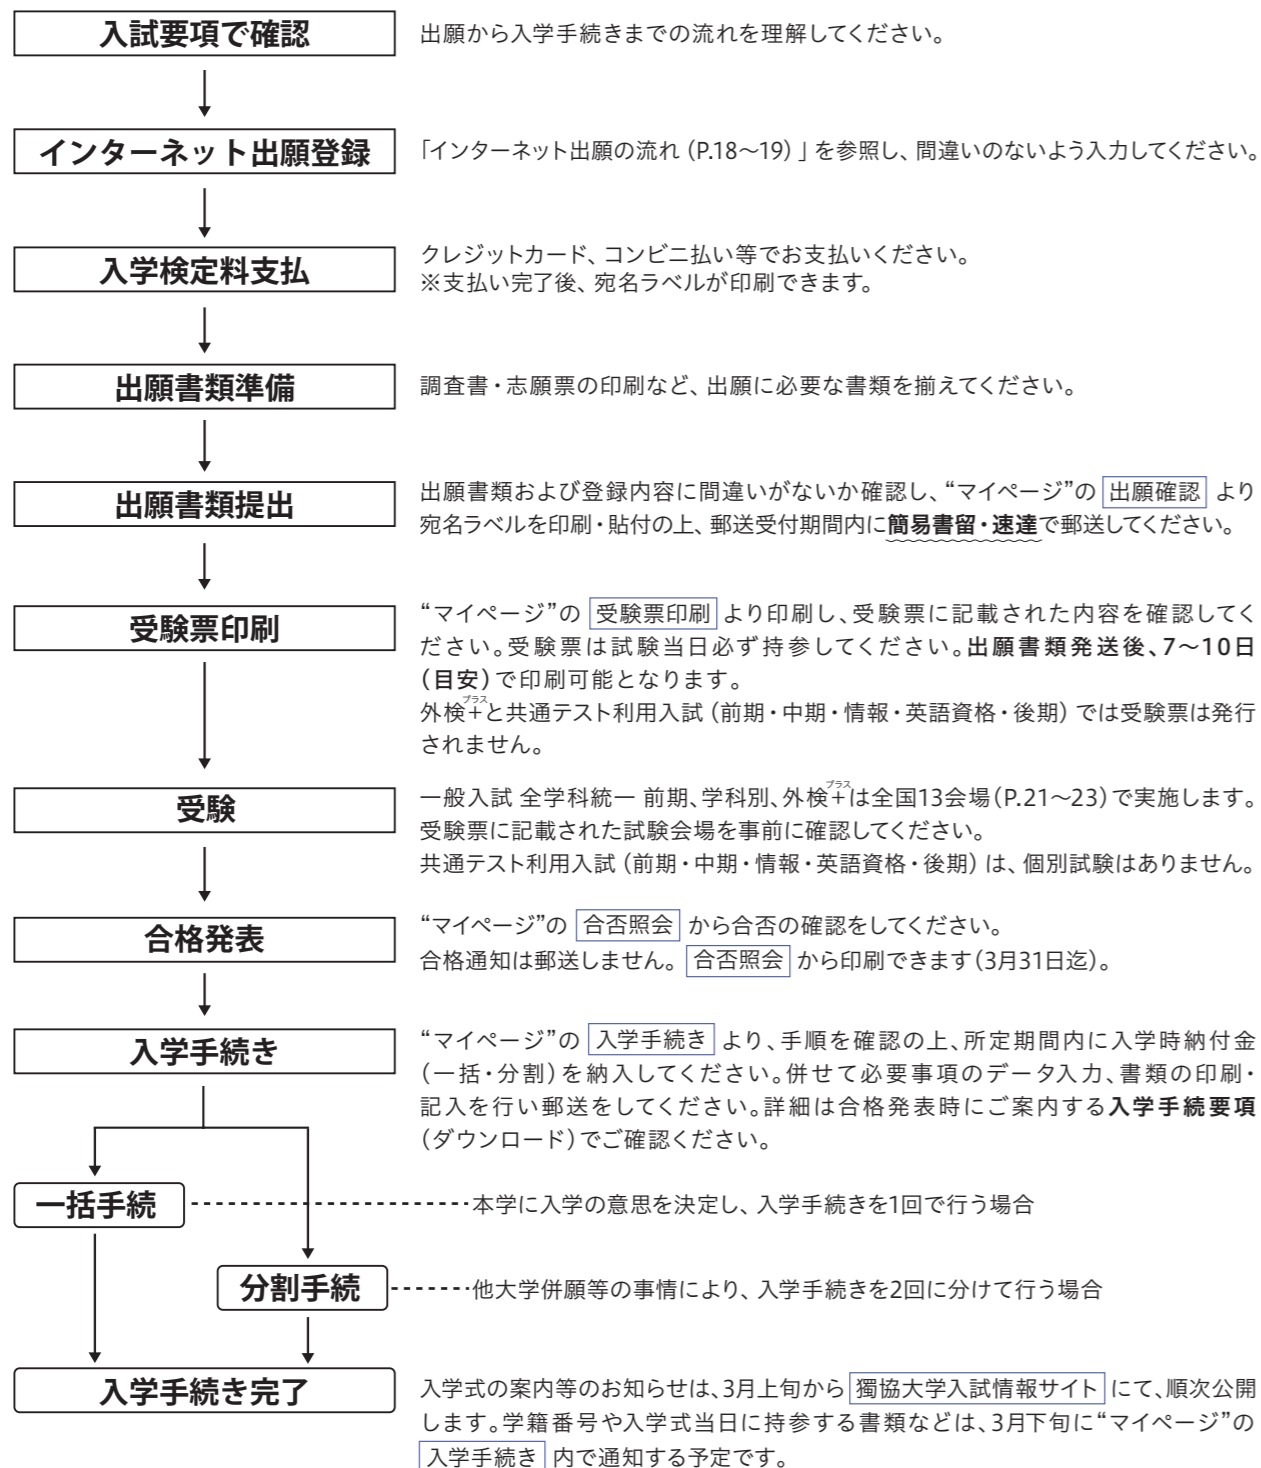 入試要項で確認
出願から入学手続きまでの流れを理解してください。
インターネット出願登録
「インターネット出願の流れ（P.18〜19）」を参照し、間違いのないよう入力してください。
入学検定料支払
クレジットカード、コンビニ払い等でお支払いください。
※支払い完了後、宛名ラベルが印刷できます。
出願書類準備
調査書・志願票の印刷など、出願に必要な書類を揃えてください。
出願書類提出
出願書類および登録内容に間違いがないか確認し、“マイページ”の 出願確認 より
宛名ラベルを印刷・貼付の上、郵送受付期間内に簡易書留・速達で郵送してください。
受験票印刷
“マイページ”の 受験票印刷 より印刷し、受験票に記載された内容を確認してく
ださい。受験票は試験当日必ず持参してください。出願書類発送後、7〜10日
（目安）で印刷可能となります。
プラス
外検+と共通テスト利用入試（前期・中期・情報・英語資格・後期）では受験票は発行
されません。
受験
プラス
一般入試 全学科統一 前期、学科別、外検+は全国13会場（P.21〜23）で実施します。
受験票に記載された試験会場を事前に確認してください。
共通テスト利用入試（前期・中期・情報・英語資格・後期）は、個別試験はありません。
合格発表
“マイページ”の 合否照会 から合否の確認をしてください。
合格通知は郵送しません。 合否照会 から印刷できます（3月31日迄）。
入学手続き
“マイページ”の 入学手続き より、手順を確認の上、所定期間内に入学時納付金
（一括・分割）を納入してください。併せて必要事項のデータ入力、書類の印刷・
記入を行い郵送をしてください。詳細は合格発表時にご案内する入学手続要項
（ダウンロード）でご確認ください。
一括手続
本学に入学の意思を決定し、入学手続きを1回で行う場合
分割手続
他大学併願等の事情により、入学手続きを2回に分けて行う場合
入学手続き完了
入学式の案内等のお知らせは、3月上旬から 獨協大学入試情報サイト にて、順次公開
します。学籍番号や入学式当日に持参する書類などは、3月下旬に“マイページ”の
入学手続き 内で通知する予定です。